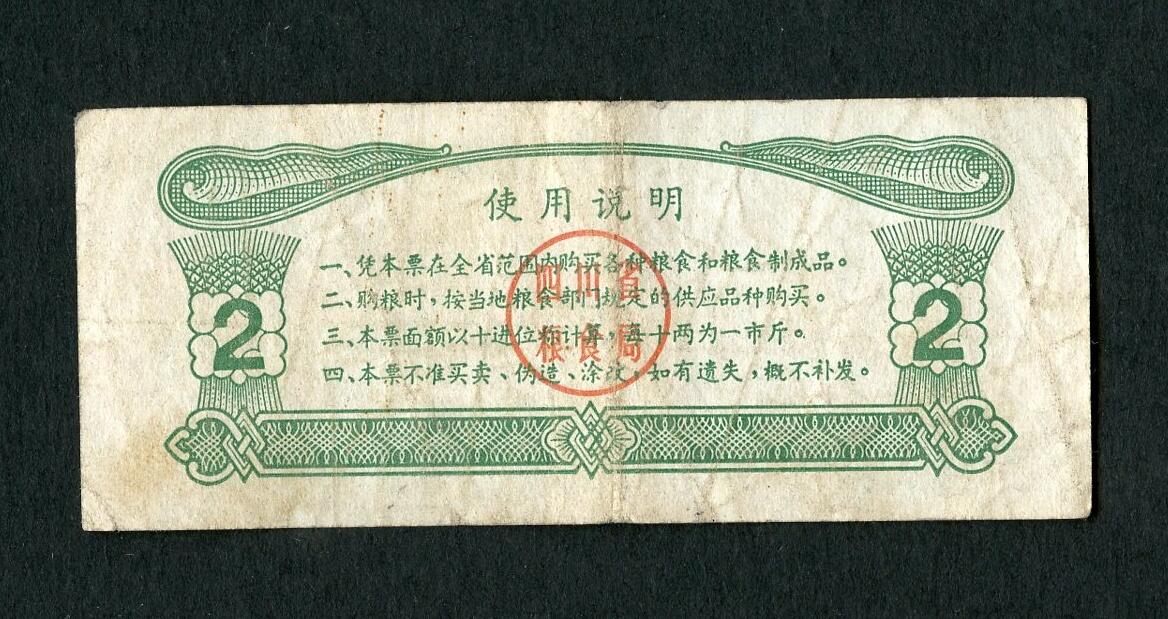 使用说明
一、凭本票在全省范围内购买各种粮食和粮食制成品。
二、购粮时，按当地粮食部门规定的供应品种购买。
三、本票面额以十进位称计算，每十两为一市斤。
四、本票不准买卖、伪造、涂改，如有遗失，概不补发。
2
2
四川省
粮食局